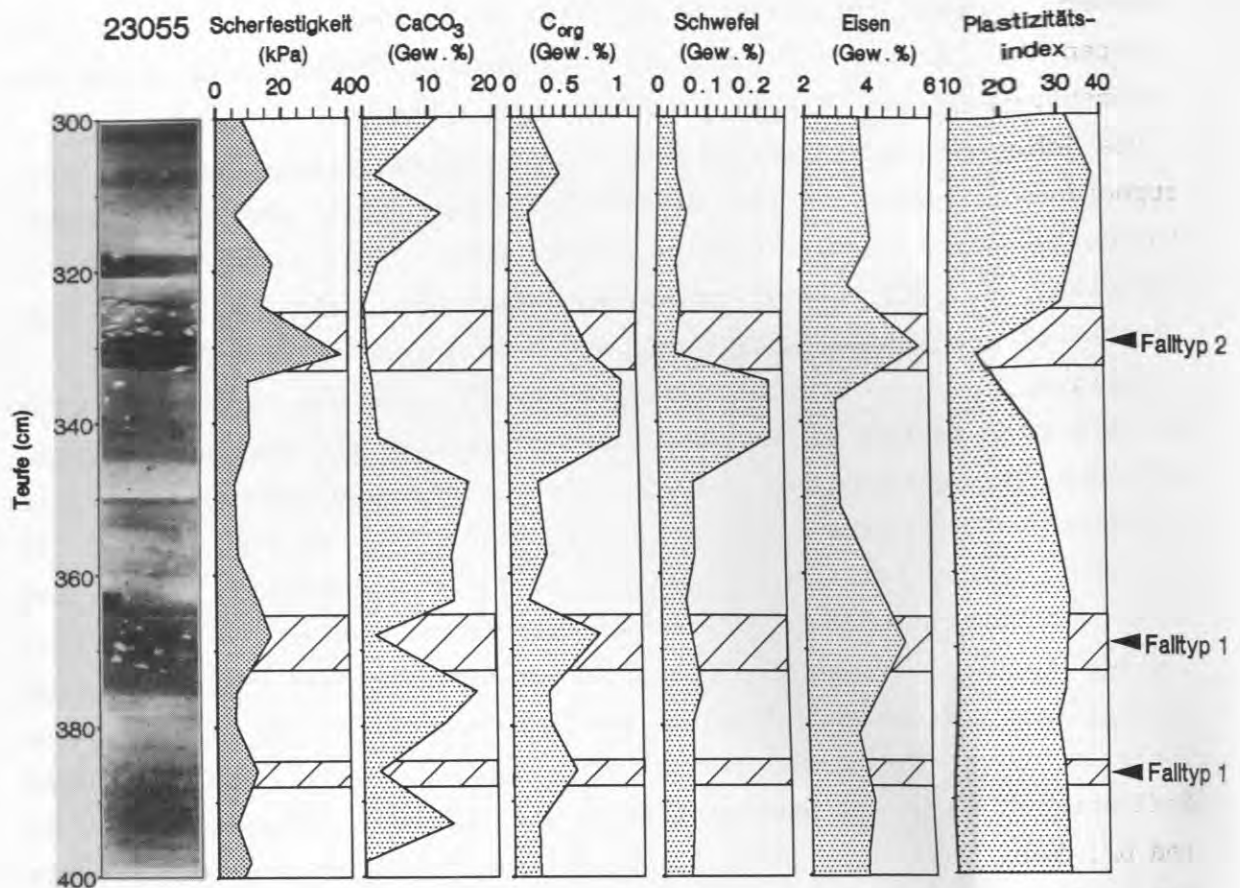 23055
Scherfestigkeit
(kPa)
CaCO3
(Gew. %)
Corg
(Gew. %)
Schwefel
(Gew. %)
Eisen
(Gew. %)
Plastizitäts-
index
0 20 40
0 10 20
0 0.5 1
0 0.1 0.2
2 4 6
10 20 30 40
Teufe (cm)
300
320
340
360
380
400
Falltyp 2
Falltyp 1
Falltyp 1